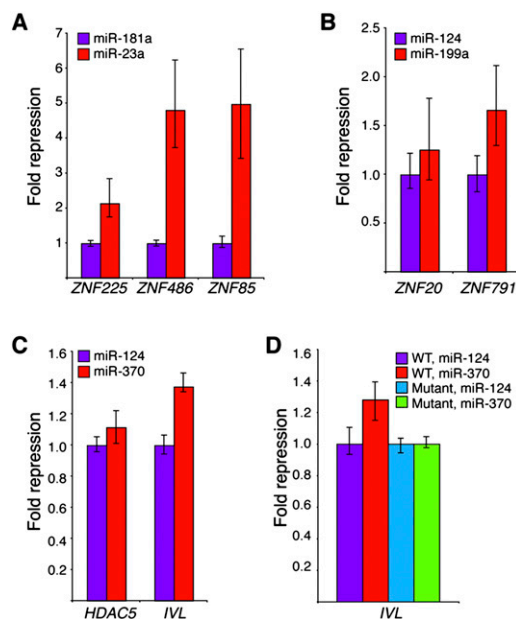 A
miR-181a
miR-23a
Fold repression
7
6
5
4
3
2
1
ZNF225 ZNF486 ZNF85
B
miR-124
miR-199a
Fold repression
2.5
2.0
1.5
1.0
0.5
ZNF20 ZNF791
C
miR-124
miR-370
Fold repression
1.6
1.4
1.2
1.0
0.8
0.6
0.4
0.2
HDAC5 IVL
D
WT, miR-124
WT, miR-370
Mutant, miR-124
Mutant, miR-370
Fold repression
1.6
1.4
1.2
1.0
0.8
0.6
0.4
0.2
IVL